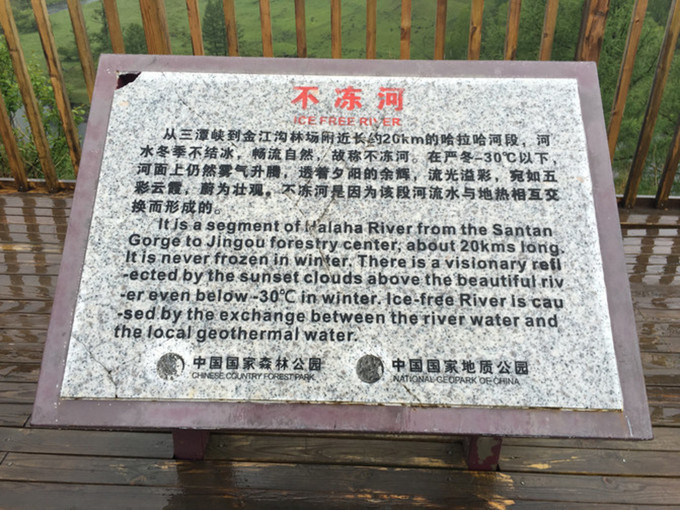 不冻河
ICE FREE RIVER
从三潭峡到金江沟林场附近长约20km的哈拉哈河段，河
水冬季不结冰，畅流自然，故称不冻河。在严冬-30℃以下，
河面上仍然雾气升腾，透着夕阳的余辉，流光溢彩，宛如五
彩云霞，蔚为壮观。不冻河是因为该段河流水与地热相互交
换而形成的。
It is a segment of Halaha River from the Santan
Gorge to Jingou forestry center, about 20kms long.
It is never frozen in winter. There is a visionary refl
-ected by the sunset clouds above the beautiful riv
-er even below -30℃ in winter. Ice-free River is cau
-sed by the exchange between the river water and
the local geothermal water.
中国国家森林公园 中国国家地质公园
CHINESE COUNTRY FOREST PARK NATIONAL GEOPARK OF CHINA